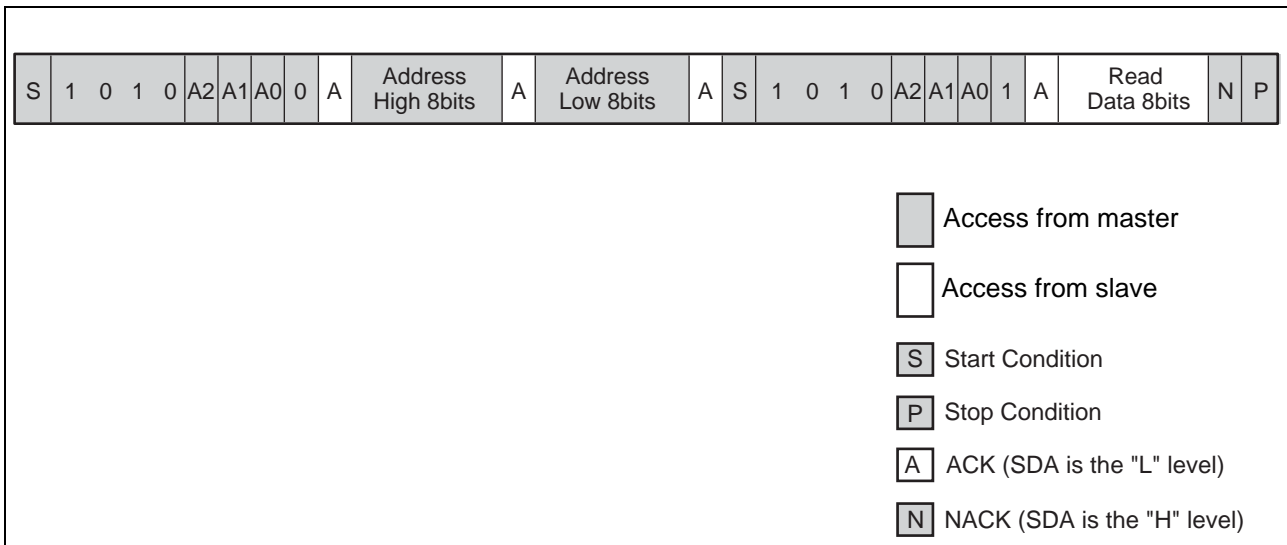 S 1 0 1 0 A2 A1 A0 0 A Address High 8bits A Address Low 8bits A S 1 0 1 0 A2 A1 A0 1 A Read Data 8bits N P
Access from master
Access from slave
S Start Condition
P Stop Condition
A ACK (SDA is the "L" level)
N NACK (SDA is the "H" level)